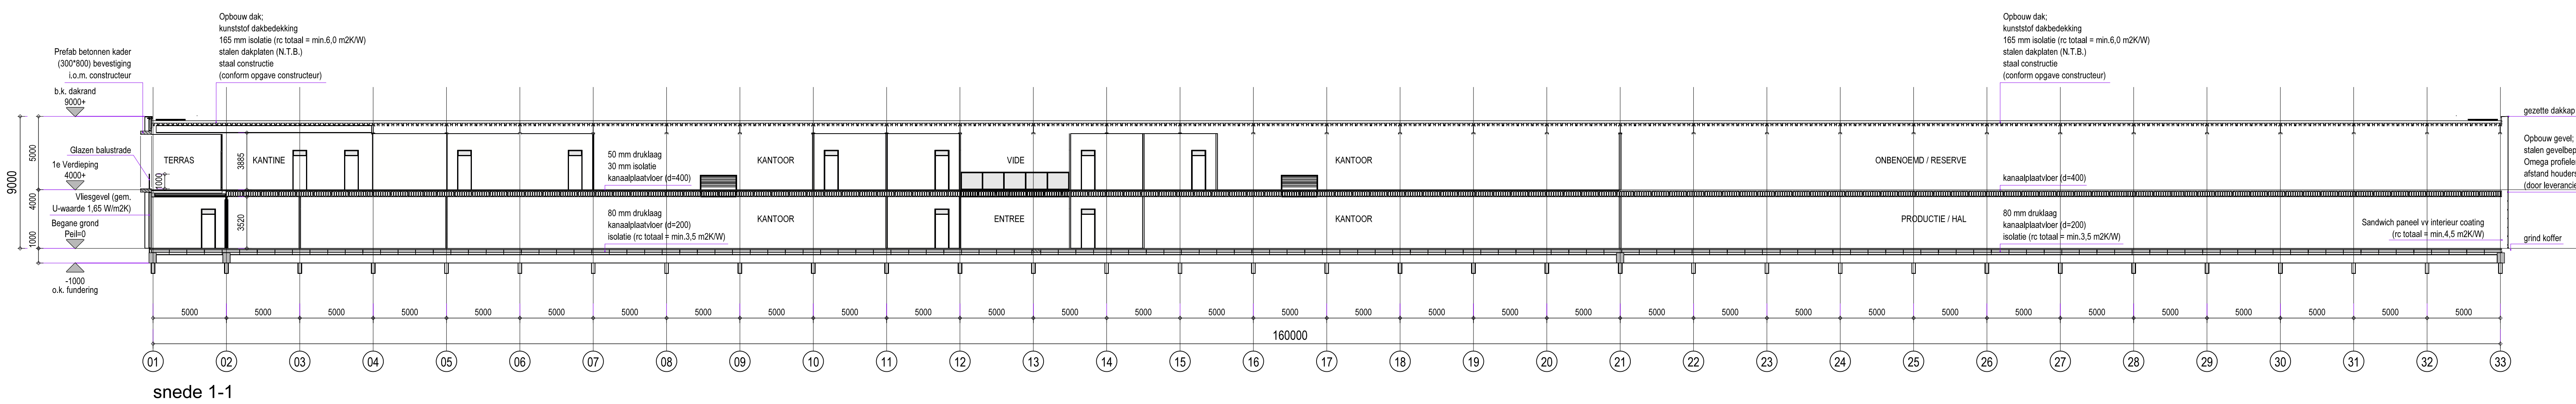 Opbouw dak;
kunststof dakbedekking
165 mm isolatie (rc totaal = min.6,0 m2K/W)
stalen dakplaten (N.T.B.)
staal constructie
(conform opgave constructeur)
Opbouw dak;
kunststof dakbedekking
165 mm isolatie (rc totaal = min.6,0 m2K/W)
stalen dakplaten (N.T.B.)
staal constructie
(conform opgave constructeur)
Prefab betonnen kader
(300*800) bevestiging
i.o.m. constructeur
b.k. dakrand
9000+
Glazen balustrade
1e Verdieping
4000+
Vliesgevel (gem.
U-waarde 1,65 W/m2K)
Begane grond
Peil=0
-1000
o.k. fundering
9000
5000
4000
1000
TERRAS
1000
3885
KANTINE
50 mm druklaag
30 mm isolatie
kanaalplaatvloer (d=400)
KANTOOR
VIDE
KANTOOR
ONBENOEMD / RESERVE
kanaalplaatvloer (d=400)
3520
80 mm druklaag
kanaalplaatvloer (d=200)
isolatie (rc totaal = min.3,5 m2K/W)
KANTOOR
ENTREE
KANTOOR
PRODUCTIE / HAL
80 mm druklaag
kanaalplaatvloer (d=200)
isolatie (rc totaal = min.3,5 m2K/W)
Sandwich paneel vv interieur coating
(rc totaal = min.4,5 m2K/W)
gezette dakkap
Opbouw gevel;
stalen gevelbep
Omega profielen
afstand houders
(door leverancie
grind koffer
5000 5000 5000 5000 5000 5000 5000 5000 5000 5000 5000 5000 5000 5000 5000 5000 5000 5000 5000 5000 5000 5000 5000 5000 5000 5000 5000 5000 5000 5000 5000 5000
160000
01 02 03 04 05 06 07 08 09 10 11 12 13 14 15 16 17 18 19 20 21 22 23 24 25 26 27 28 29 30 31 32 33
snede 1-1